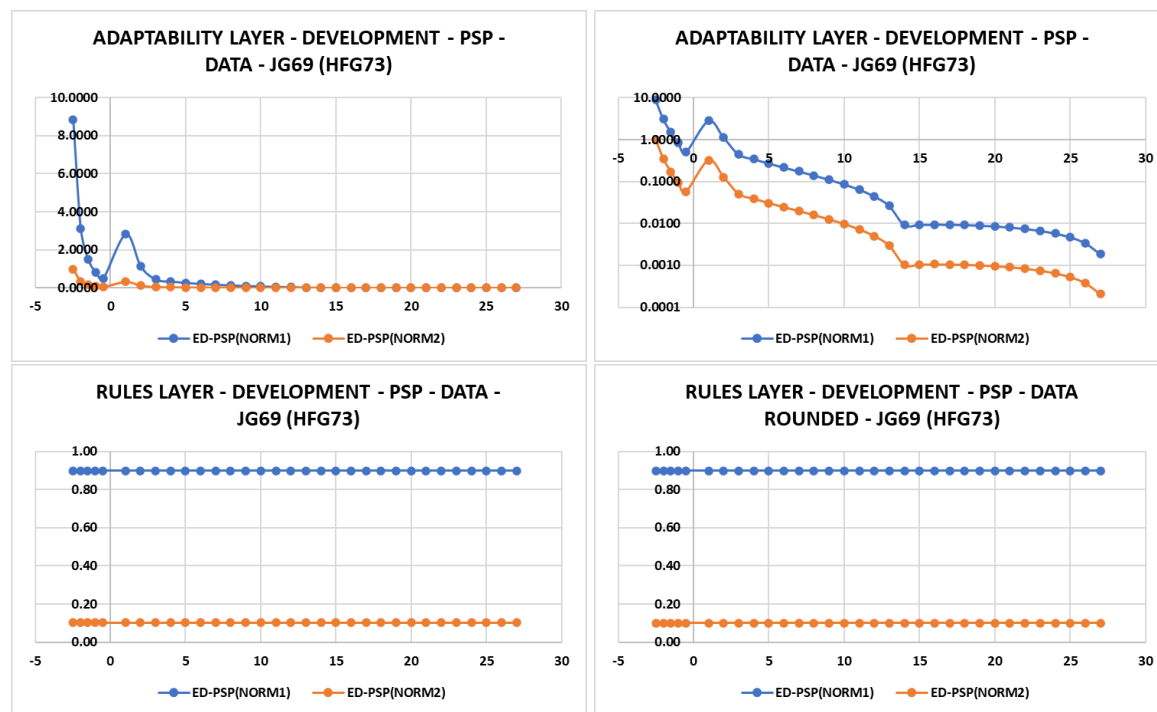 ADAPTABILITY LAYER - DEVELOPMENT - PSP -
DATA - JG69 (HFG73)
10.0000
8.0000
6.0000
4.0000
2.0000
0.0000
-5 0 5 10 15 20 25 30
ED-PSP(NORM1) ED-PSP(NORM2)
ADAPTABILITY LAYER - DEVELOPMENT - PSP -
DATA - JG69 (HFG73)
10.0000
1.0000
-5 0 5 10 15 20 25 30
0.1000
0.0100
0.0010
0.0001
ED-PSP(NORM1) ED-PSP(NORM2)
RULES LAYER - DEVELOPMENT - PSP - DATA -
JG69 (HFG73)
1.00
0.80
0.60
0.40
0.20
0.00
-5 0 5 10 15 20 25 30
ED-PSP(NORM1) ED-PSP(NORM2)
RULES LAYER - DEVELOPMENT - PSP - DATA
ROUNDED - JG69 (HFG73)
1.00
0.80
0.60
0.40
0.20
0.00
-5 0 5 10 15 20 25 30
ED-PSP(NORM1) ED-PSP(NORM2)